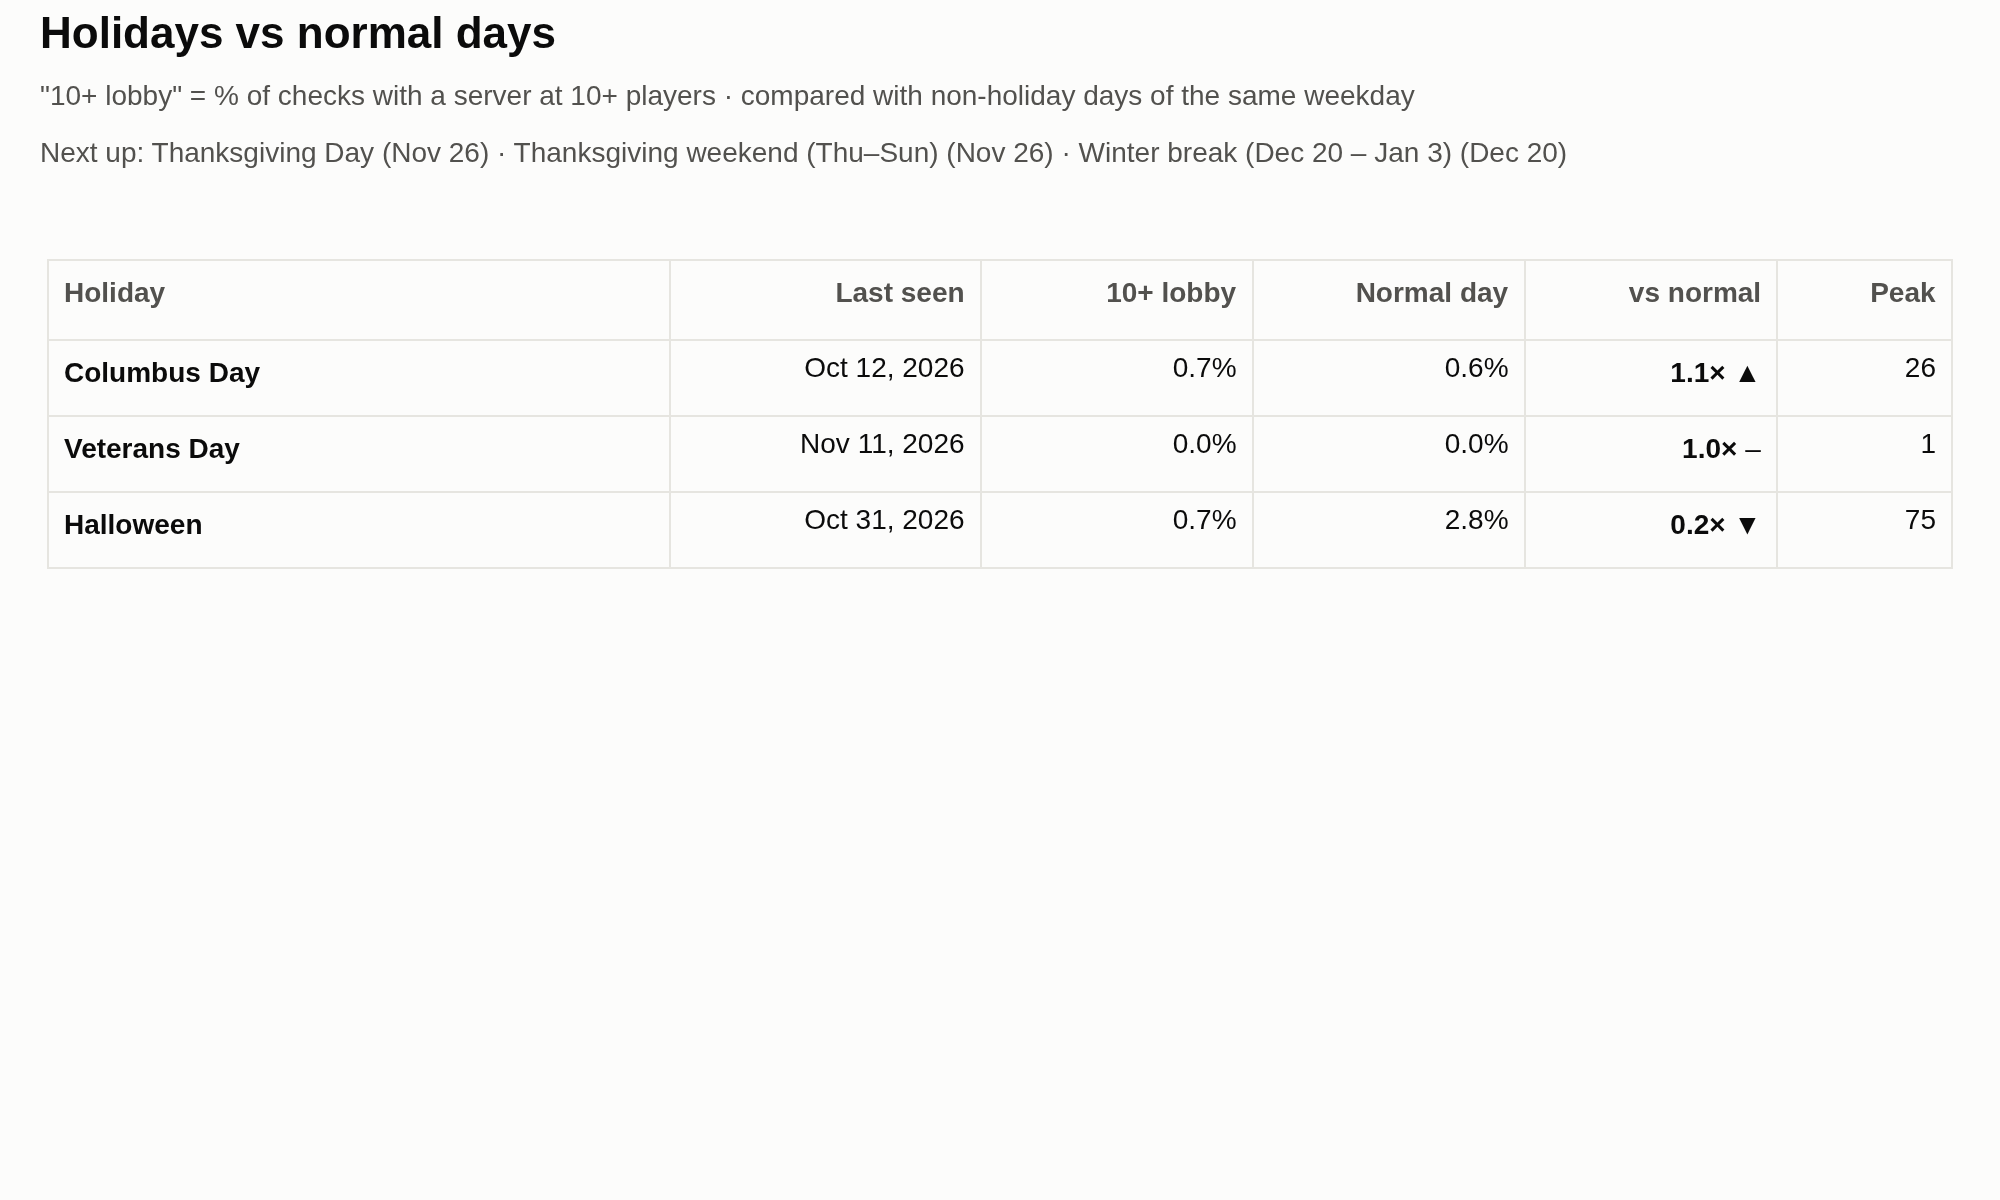 Holidays vs normal days
"10+ lobby" = % of checks with a server at 10+ players · compared with non-holiday days of the same weekday
Next up: Thanksgiving Day (Nov 26) · Thanksgiving weekend (Thu–Sun) (Nov 26) · Winter break (Dec 20 – Jan 3) (Dec 20)
Holiday Last seen 10+ lobby Normal day vs normal Peak
Columbus Day Oct 12, 2026 0.7% 0.6% 1.1× ▲ 26
Veterans Day Nov 11, 2026 0.0% 0.0% 1.0× – 1
Halloween Oct 31, 2026 0.7% 2.8% 0.2× ▼ 75